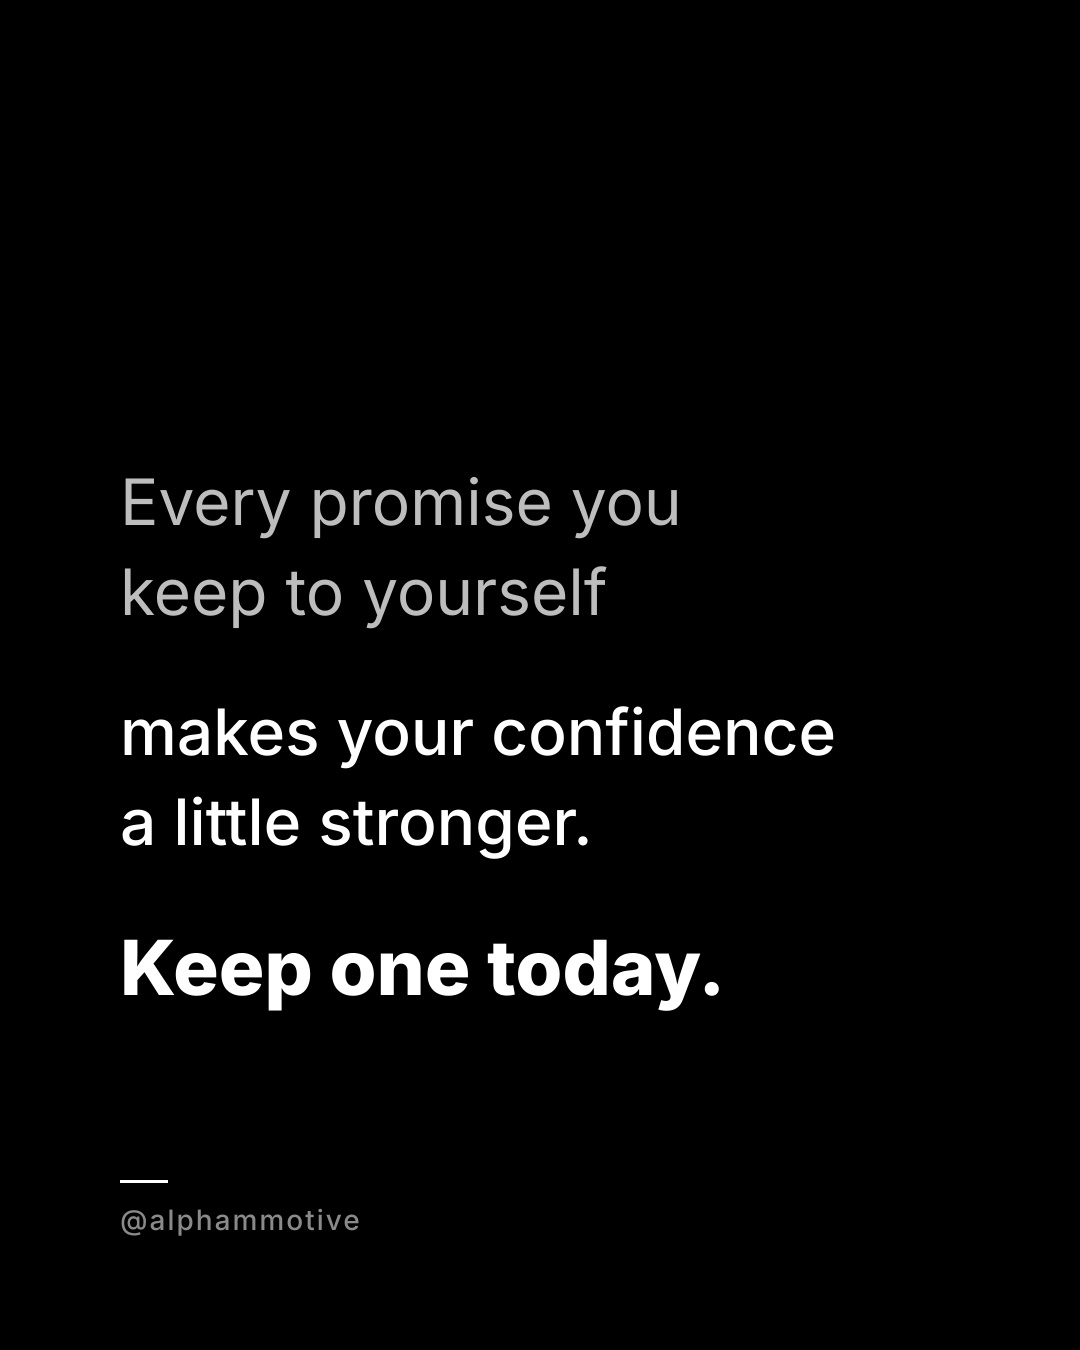 Every promise you
keep to yourself
makes your confidence
a little stronger.
Keep one today.
@alphammotive